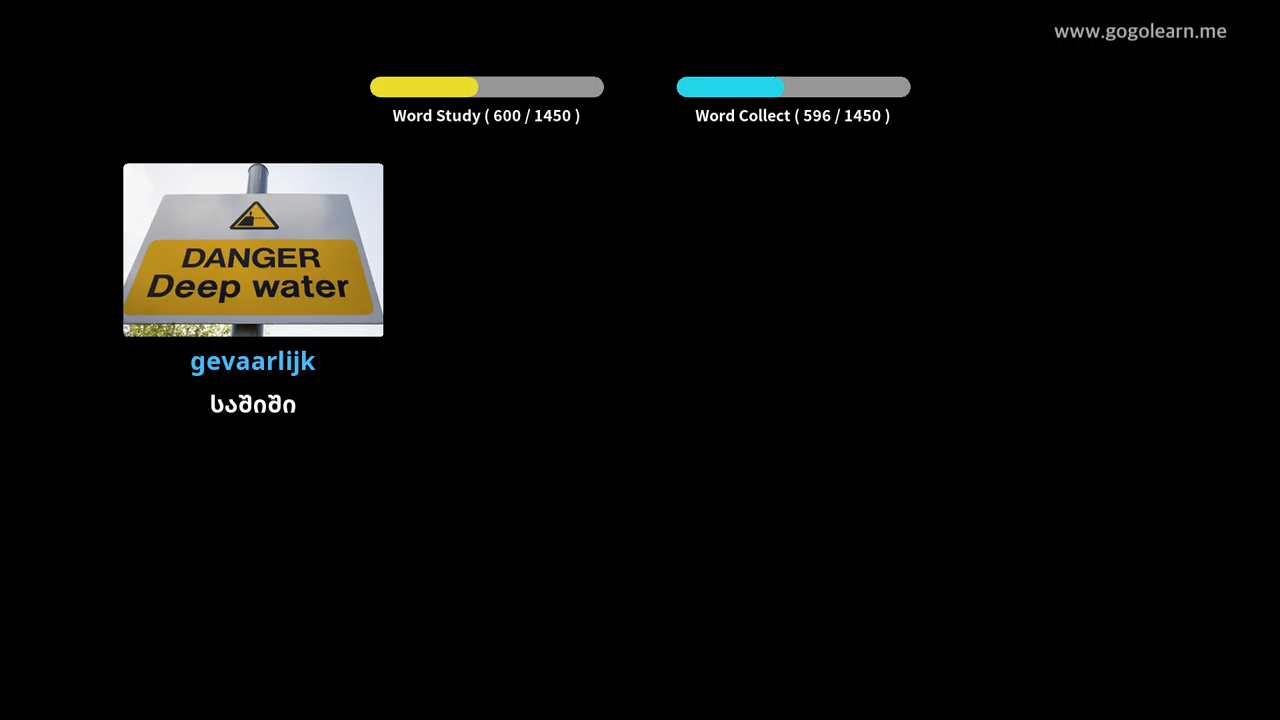 www.gogolearn.me
Word Study ( 600 / 1450 )
Word Collect ( 596 / 1450 )
DANGER
Deep water
gevaarlijk
საშიში